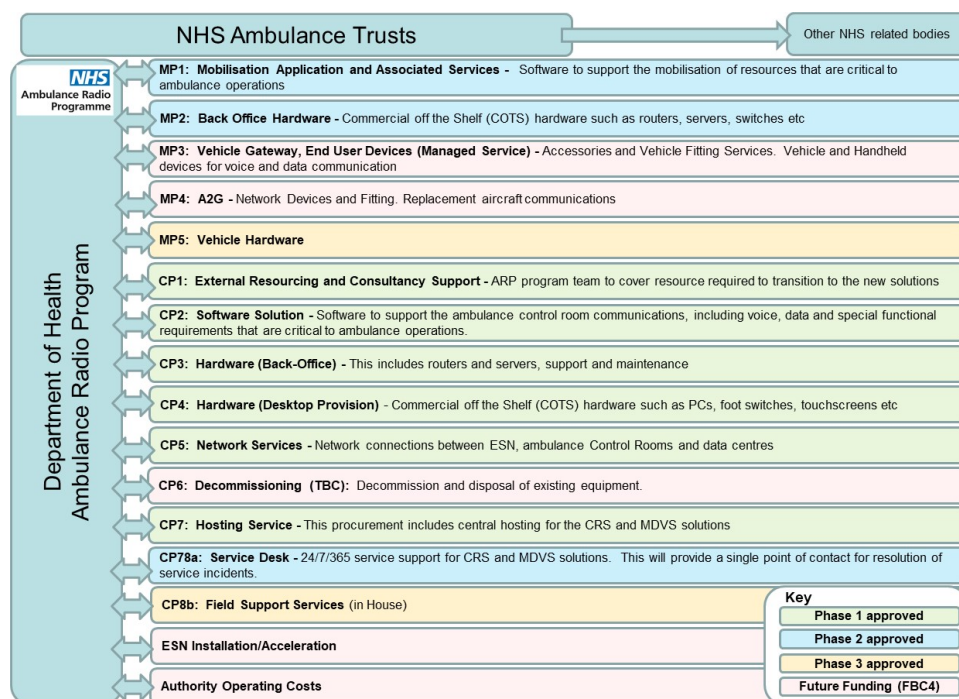 NHS Ambulance Trusts
Other NHS related bodies
NHS
Ambulance Radio
Programme
Department of Health
Ambulance Radio Program
MP1: Mobilisation Application and Associated Services - Software to support the mobilisation of resources that are critical to
ambulance operations
MP2: Back Office Hardware - Commercial off the Shelf (COTS) hardware such as routers, servers, switches etc
MP3: Vehicle Gateway, End User Devices (Managed Service) - Accessories and Vehicle Fitting Services. Vehicle and Handheld
devices for voice and data communication
MP4: A2G - Network Devices and Fitting. Replacement aircraft communications
MP5: Vehicle Hardware
CP1: External Resourcing and Consultancy Support - ARP program team to cover resource required to transition to the new solutions
CP2: Software Solution - Software to support the ambulance control room communications, including voice, data and special functional
requirements that are critical to ambulance operations.
CP3: Hardware (Back-Office) - This includes routers and servers, support and maintenance
CP4: Hardware (Desktop Provision) - Commercial off the Shelf (COTS) hardware such as PCs, foot switches, touchscreens etc
CP5: Network Services - Network connections between ESN, ambulance Control Rooms and data centres
CP6: Decommissioning (TBC): Decommission and disposal of existing equipment.
CP7: Hosting Service - This procurement includes central hosting for the CRS and MDVS solutions
CP78a: Service Desk - 24/7/365 service support for CRS and MDVS solutions. This will provide a single point of contact for resolution of
service incidents.
CP8b: Field Support Services (in House)
ESN Installation/Acceleration
Authority Operating Costs
Key
Phase 1 approved
Phase 2 approved
Phase 3 approved
Future Funding (FBC4)